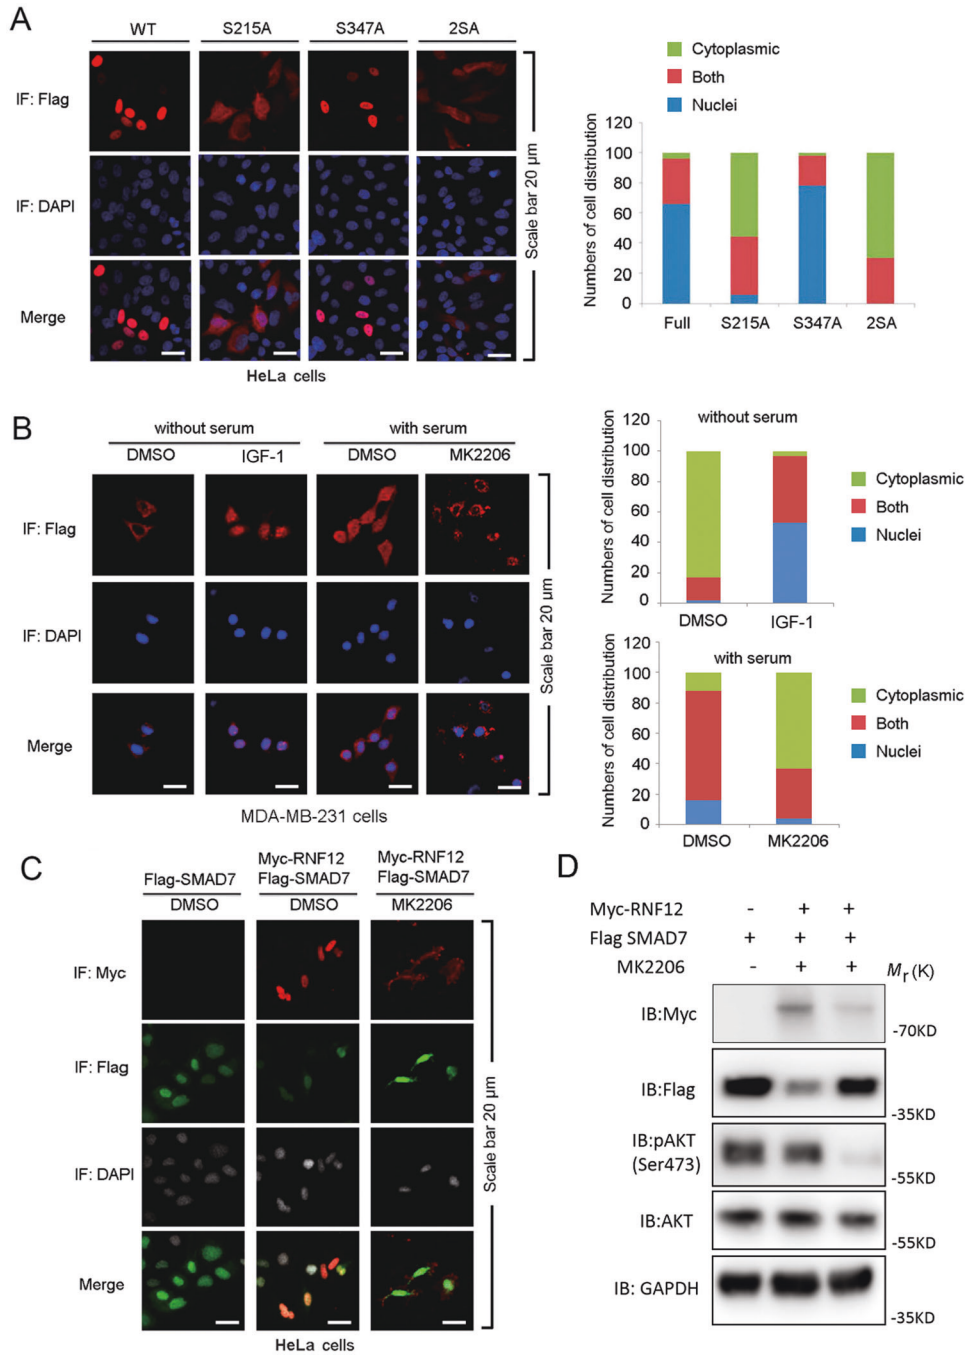 A
WT S215A S347A 2SA
IF: Flag
IF: DAPI
Merge
Scale bar 20 μm
HeLa cells
Cytoplasmic
Both
Nuclei
Numbers of cell distribution
120
100
80
60
40
20
0
Full S215A S347A 2SA
B
without serum with serum
DMSO IGF-1 DMSO MK2206
IF: Flag
IF: DAPI
Merge
Scale bar 20 μm
MDA-MB-231 cells
without serum
Numbers of cell distribution
120
100
80
60
40
20
0
DMSO IGF-1
Cytoplasmic
Both
Nuclei
with serum
Numbers of cell distribution
120
100
80
60
40
20
0
DMSO MK2206
Cytoplasmic
Both
Nuclei
C
Myc-RNF12 Myc-RNF12
Flag-SMAD7 Flag-SMAD7 Flag-SMAD7
DMSO DMSO MK2206
IF: Myc
IF: Flag
IF: DAPI
Merge
Scale bar 20 μm
HeLa cells
D
Myc-RNF12 - + +
Flag SMAD7 + + +
MK2206 - + + Mr (K)
IB:Myc -70KD
IB:Flag -35KD
IB:pAKT
(Ser473) -55KD
IB:AKT -55KD
IB: GAPDH -35KD